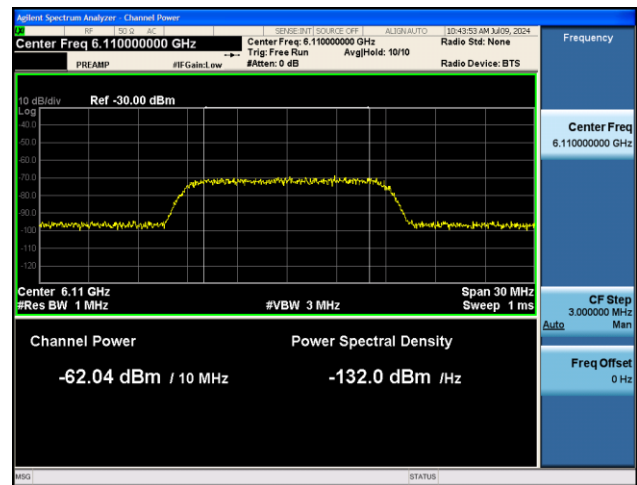 Agilent Spectrum Analyzer - Channel Power
RF 50 Ω AC SENSE:INT SOURCE OFF ALIGN AUTO 10:43:53 AM Jul 09, 2024
Center Freq 6.110000000 GHz Center Freq: 6.110000000 GHz Radio Std: None
Trig: Free Run Avg|Hold: 10/10
PREAMP #IFGain:Low #Atten: 0 dB Radio Device: BTS
Frequency
10 dB/div Ref -30.00 dBm
Log
-40.0
-50.0
-60.0
-70.0
-80.0
-90.0
-100
-110
-120
Center 6.11 GHz Span 30 MHz
#Res BW 1 MHz #VBW 3 MHz Sweep 1 ms
Channel Power Power Spectral Density
-62.04 dBm / 10 MHz -132.0 dBm /Hz
Center Freq
6.110000000 GHz
CF Step
3.000000 MHz
Auto Man
Freq Offset
0 Hz
MSG STATUS